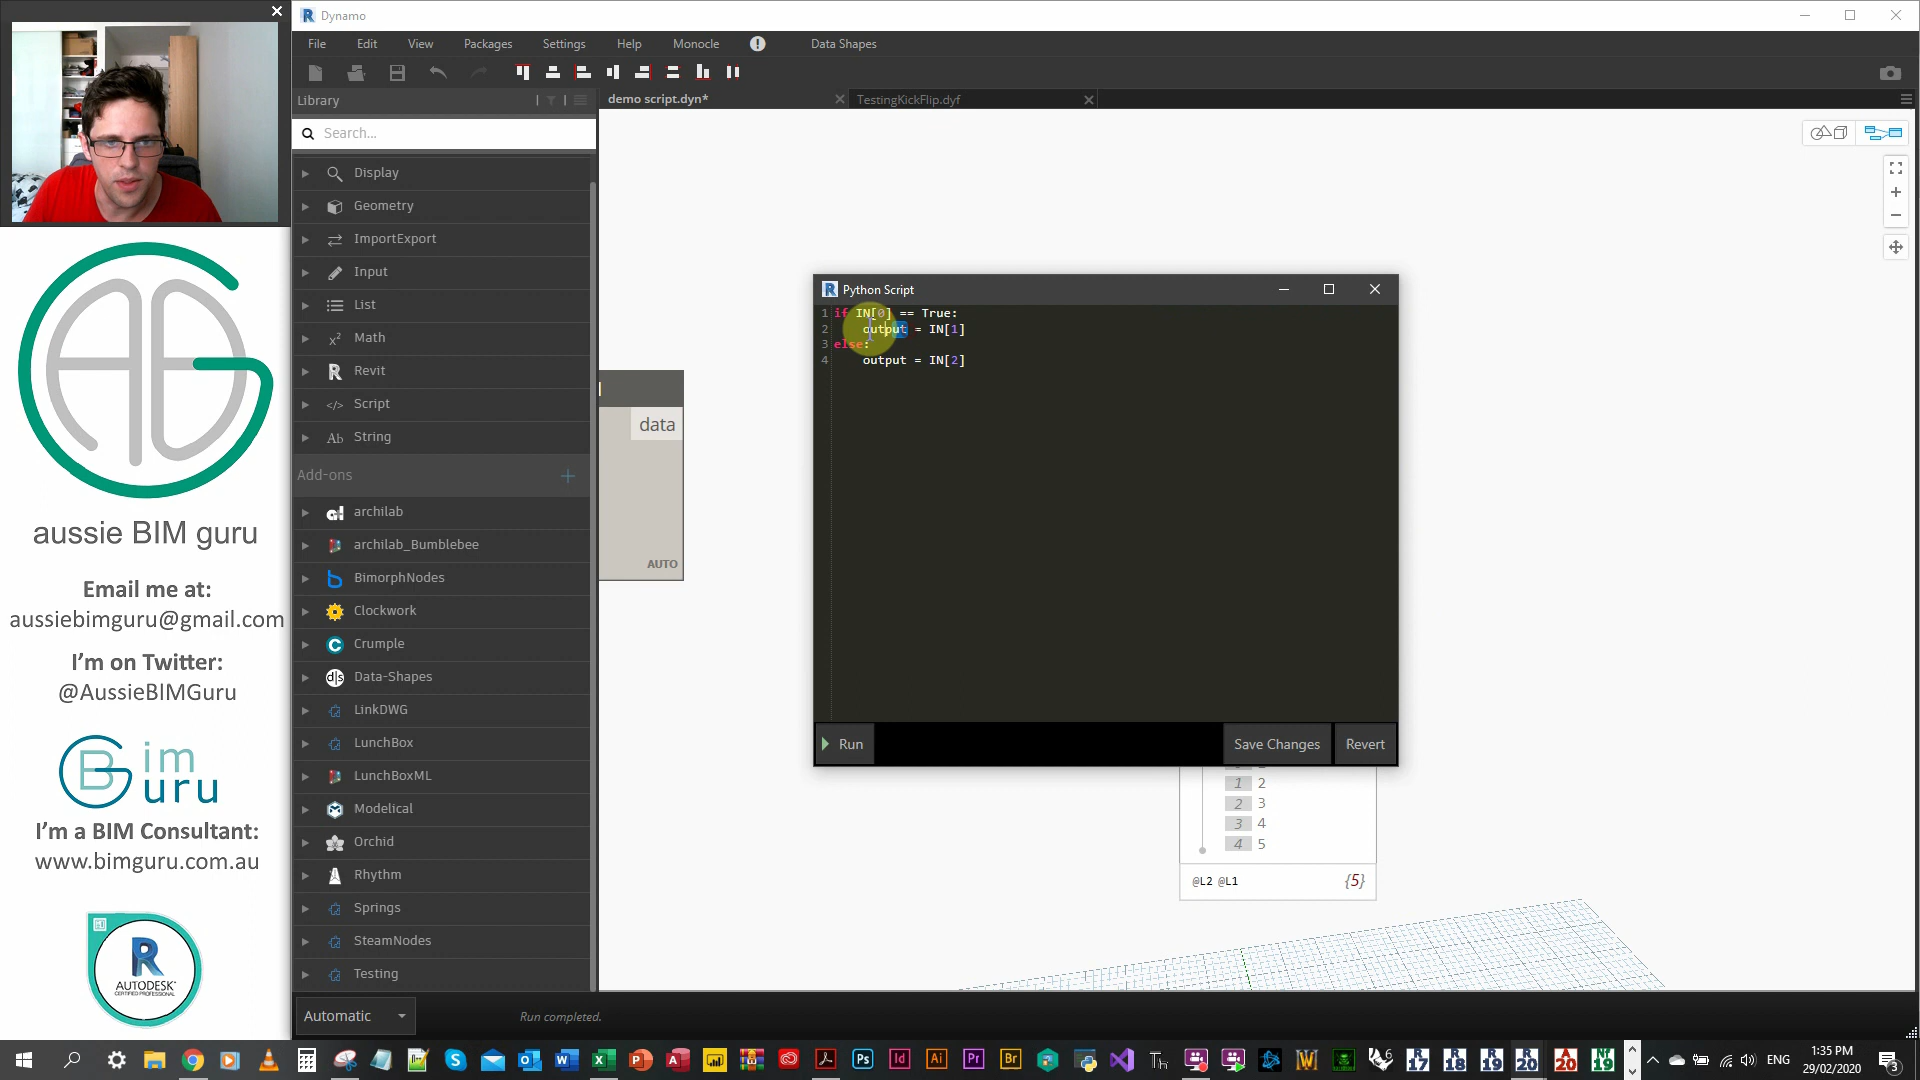 Dynamo
File Edit View Packages Settings Help Monocle Data Shapes
Library
demo script.dyn*
TestingKickFlip.dyf
Search...
Display
Geometry
ImportExport
Input
List
Math
Revit
Script
String
Add-ons
archilab
archilab_Bumblebee
BimorphNodes
Clockwork
Crumple
Data-Shapes
LinkDWG
LunchBox
LunchBoxML
Modelical
Orchid
Rhythm
Springs
SteamNodes
Testing
Automatic
Run completed.
data
AUTO
Python Script
1 if IN[0] == True:
2 output = IN[1]
3 else:
4 output = IN[2]
Run
Save Changes
Revert
1 2
2 3
3 4
4 5
@L2 @L1
{5}
aussie BIM guru
Email me at:
aussiebimguru@gmail.com
I'm on Twitter:
@AussieBIMGuru
Bim
Guru
I'm a BIM Consultant:
www.bimguru.com.au
R
AUTODESK
CERTIFIED PROFESSIONAL
ENG
1:35 PM
29/02/2020